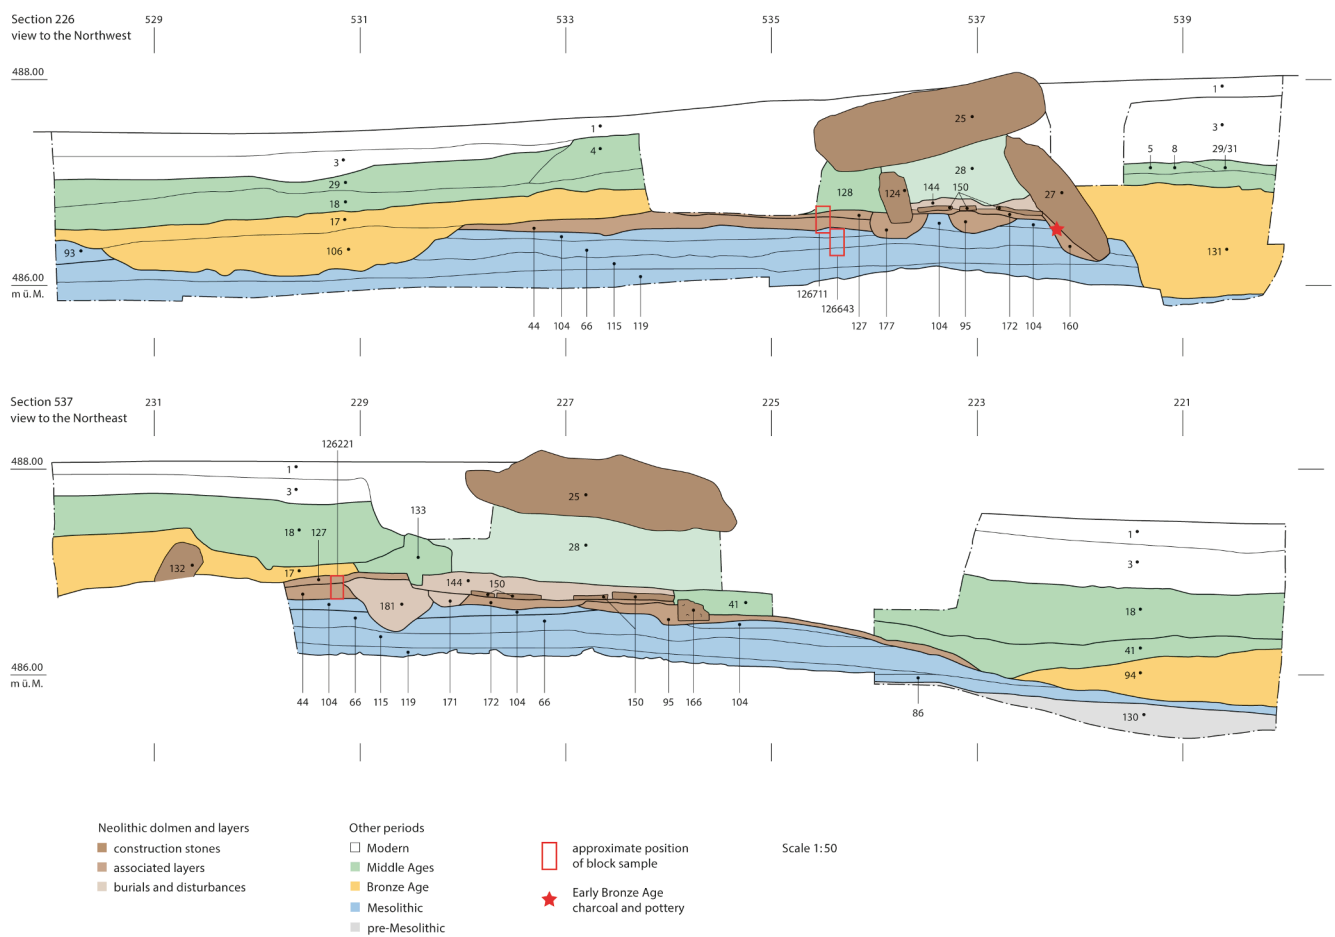 Section 226
view to the Northwest
529 531 533 535 537 539
488.00
1
3
29
18
17
106
93
1
4
25
28
128
124
144 150
27
1
3
5 8 29/31
131
486.00
m ü. M.
126711
126643
44 104 66 115 119 127 177 104 95 172 104 160
Section 537
view to the Northeast
231 229 227 225 223 221
126221
488.00
1
3
133
18 127
25
28
132
17
144 150
181
41
1
3
18
41
94
130
486.00
m ü. M.
44 104 66 115 119 171 172 104 66 150 95 166 104
86
Neolithic dolmen and layers
construction stones
associated layers
burials and disturbances
Other periods
Modern
Middle Ages
Bronze Age
Mesolithic
pre-Mesolithic
approximate position
of block sample
Early Bronze Age
charcoal and pottery
Scale 1:50